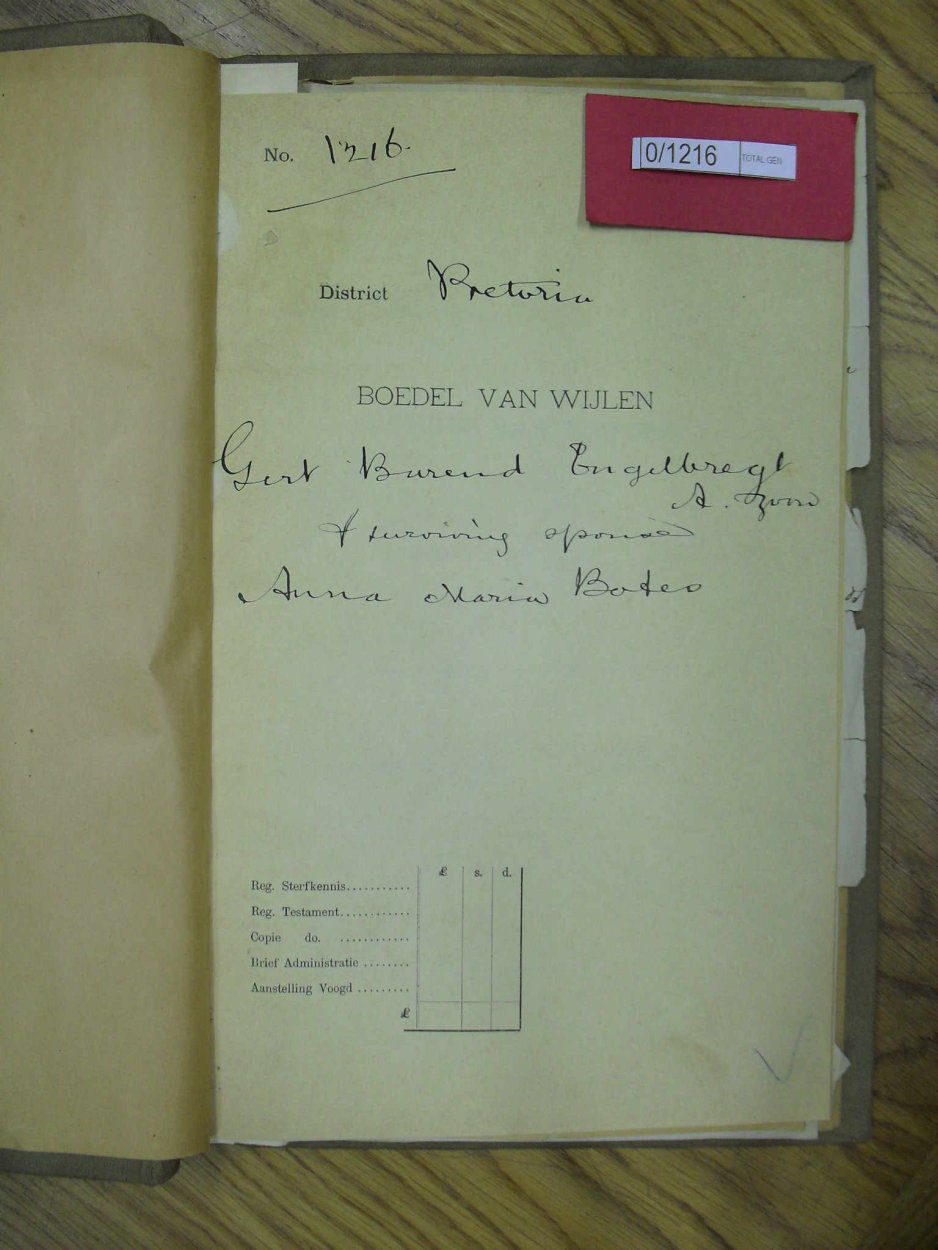 No. 1216.
0/1216 TOTAL GEN
District Pretoria
BOEDEL VAN WIJLEN
Gert Barend Engelbregt
A. Zoon
& surviving spouse
Anna Maria Botes
£ s. d.
Reg. Sterfkennis...........
Reg. Testament............
Copie do. ............
Brief Administratie ........
Aanstelling Voogd .........
£